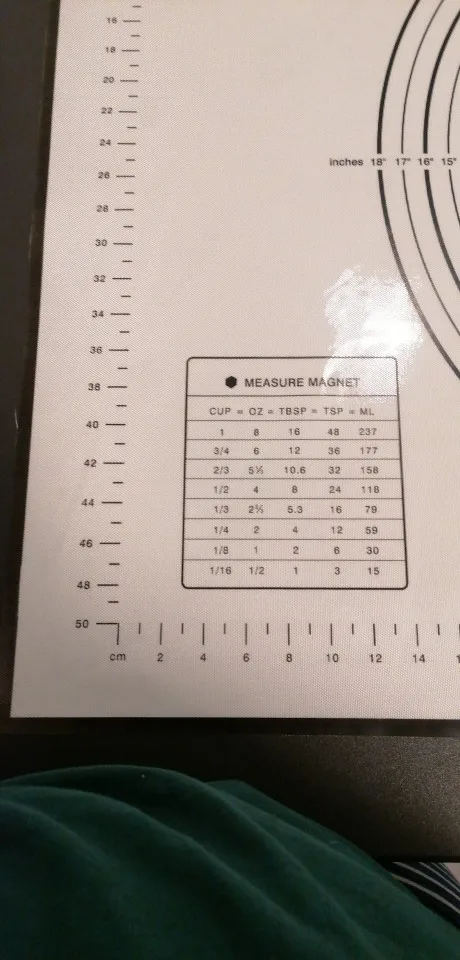 16
18
20
22
24
26
28
30
32
34
36
38
40
42
44
46
48
50
inches 18" 17" 16" 15"
MEASURE MAGNET
CUP = OZ = TBSP = TSP = ML
1 8 16 48 237
3/4 6 12 36 177
2/3 5⅓ 10.6 32 158
1/2 4 8 24 118
1/3 2⅔ 5.3 16 79
1/4 2 4 12 59
1/8 1 2 6 30
1/16 1/2 1 3 15
cm 2 4 6 8 10 12 14